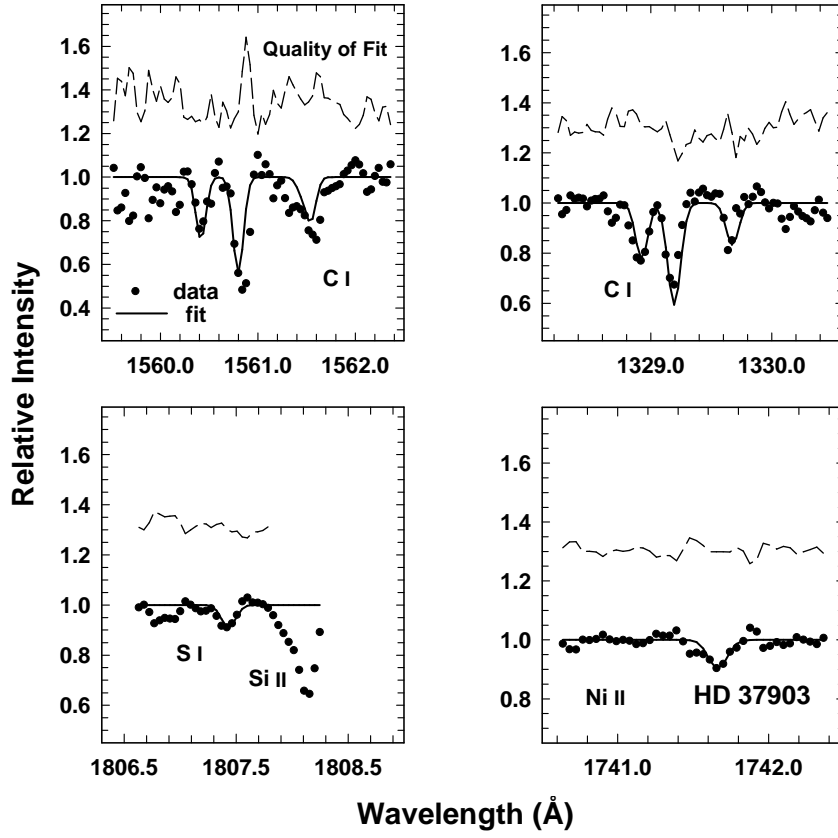 Relative Intensity
1.6
1.4
1.2
1.0
0.8
0.6
0.4
Quality of Fit
data
fit
C I
1560.0 1561.0 1562.0
1.6
1.4
1.2
1.0
0.8
0.6
C I
1329.0 1330.0
1.6
1.4
1.2
1.0
0.8
0.6
S I
Si II
1806.5 1807.5 1808.5
1.6
1.4
1.2
1.0
0.8
Ni II HD 37903
1741.0 1742.0
Wavelength (Å)